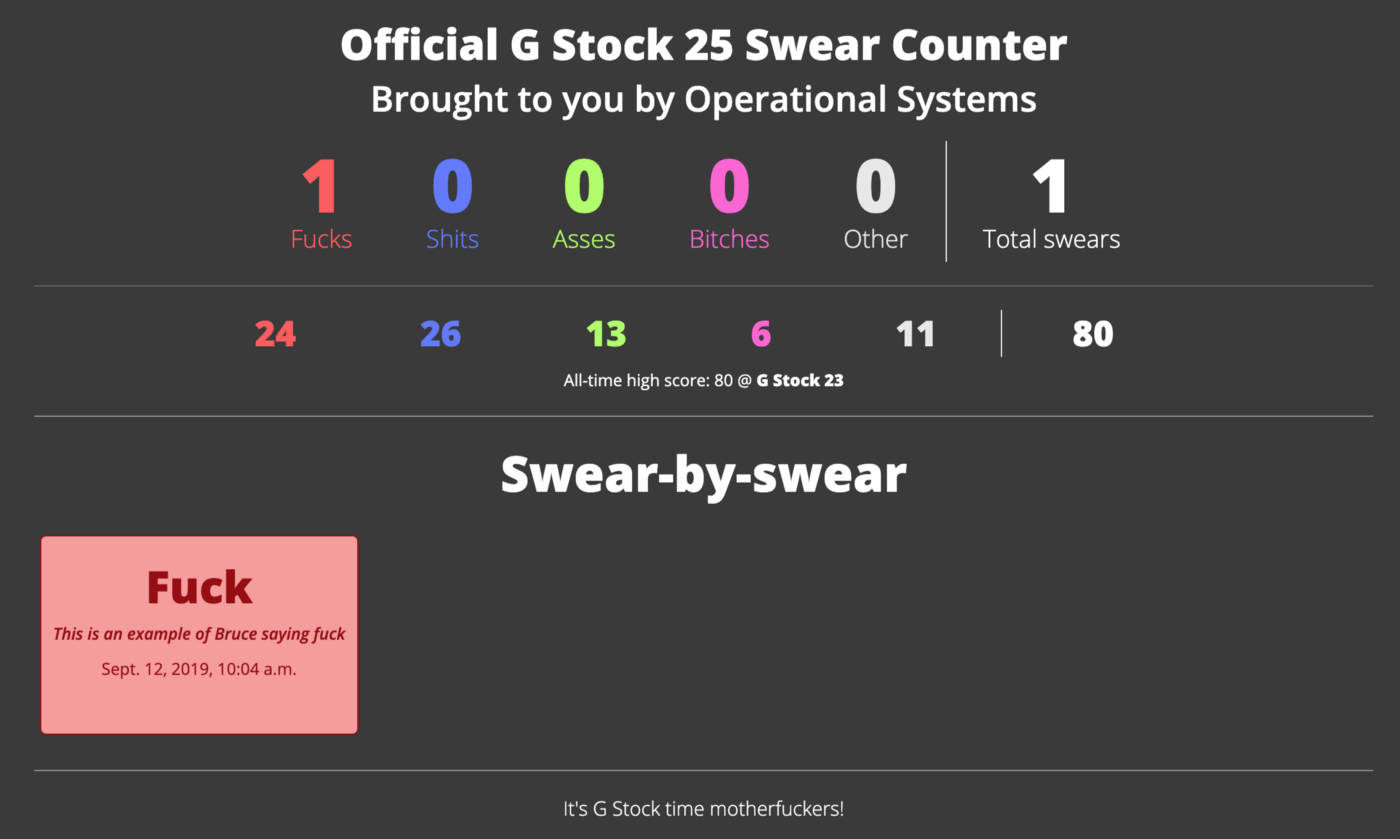 Official G Stock 25 Swear Counter
Brought to you by Operational Systems
1 0 0 0 0 1
Fucks Shits Asses Bitches Other Total swears
24 26 13 6 11 80
All-time high score: 80 @ G Stock 23
Swear-by-swear
Fuck
This is an example of Bruce saying fuck
Sept. 12, 2019, 10:04 a.m.
It's G Stock time motherfuckers!